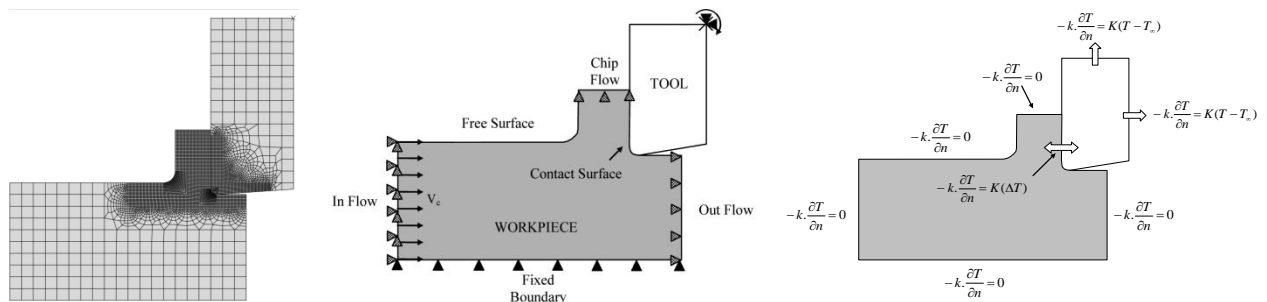 Chip
Flow
TOOL
Free Surface
Contact Surface
In Flow
V_c
WORKPIECE
Out Flow
Fixed
Boundary
−k.∂T/∂n = K(T−T_∞)
−k.∂T/∂n = 0
−k.∂T/∂n = K(T−T_∞)
−k.∂T/∂n = 0
−k.∂T/∂n = K(ΔT)
−k.∂T/∂n = 0
−k.∂T/∂n = 0
−k.∂T/∂n = 0